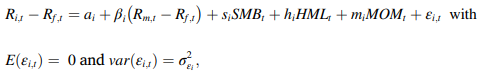 R_{i,t} − R_{f,t} = a_i + β_i(R_{m,t} − R_{f,t}) + s_iSMB_t + h_iHML_t + m_iMOM_t + ε_{i,t} with
E(ε_{i,t}) = 0 and var(ε_{i,t}) = σ²_{ε_i},